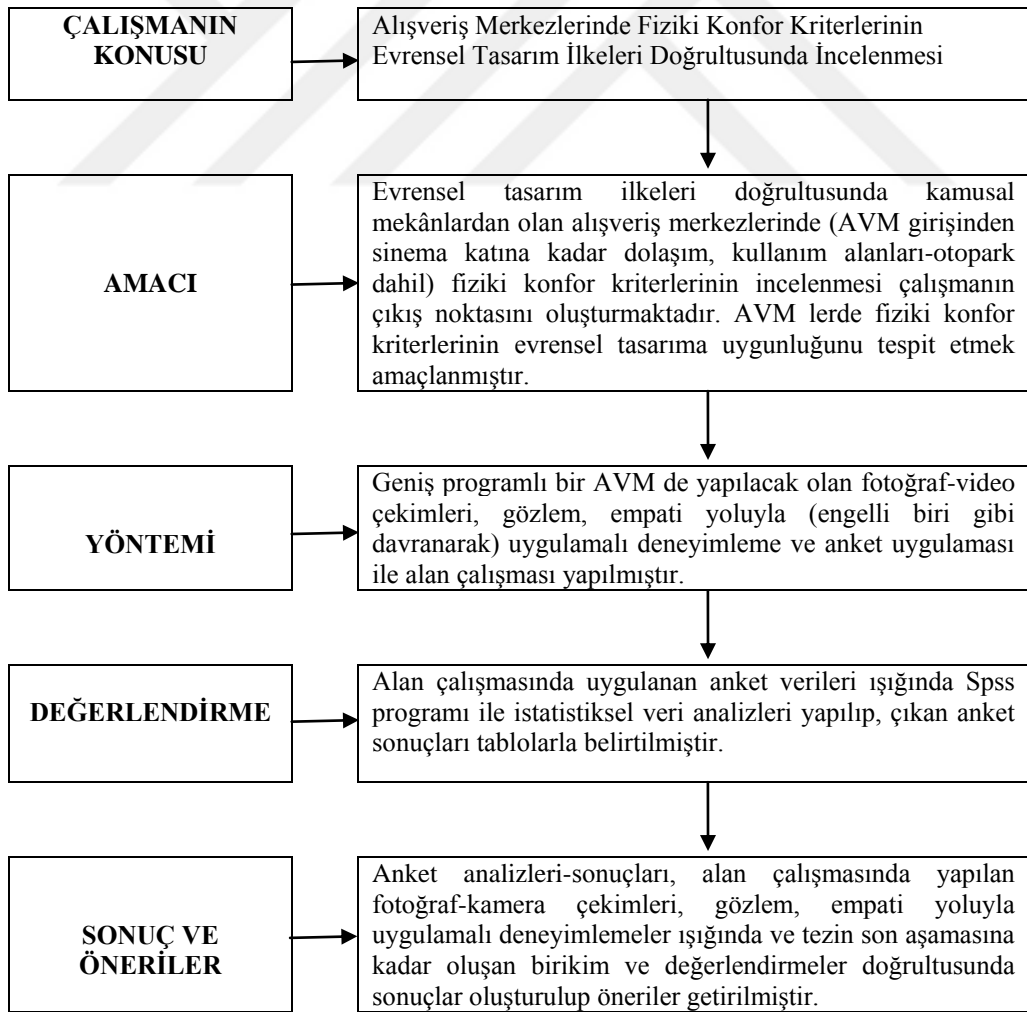 ÇALIŞMANIN
KONUSU
Alışveriş Merkezlerinde Fiziki Konfor Kriterlerinin
Evrensel Tasarım İlkeleri Doğrultusunda İncelenmesi
AMACI
Evrensel tasarım ilkeleri doğrultusunda kamusal
mekânlardan olan alışveriş merkezlerinde (AVM girişinden
sinema katına kadar dolaşım, kullanım alanları-otopark
dahil) fiziki konfor kriterlerinin incelenmesi çalışmanın
çıkış noktasını oluşturmaktadır. AVM lerde fiziki konfor
kriterlerinin evrensel tasarıma uygunluğunu tespit etmek
amaçlanmıştır.
YÖNTEMİ
Geniş programlı bir AVM de yapılacak olan fotoğraf-video
çekimleri, gözlem, empati yoluyla (engelli biri gibi
davranarak) uygulamalı deneyimleme ve anket uygulaması
ile alan çalışması yapılmıştır.
DEĞERLENDİRME
Alan çalışmasında uygulanan anket verileri ışığında Spss
programı ile istatistiksel veri analizleri yapılıp, çıkan anket
sonuçları tablolarla belirtilmiştir.
SONUÇ VE
ÖNERİLER
Anket analizleri-sonuçları, alan çalışmasında yapılan
fotoğraf-kamera çekimleri, gözlem, empati yoluyla
uygulamalı deneyimlemeler ışığında ve tezin son aşamasına
kadar oluşan birikim ve değerlendirmeler doğrultusunda
sonuçlar oluşturulup öneriler getirilmiştir.